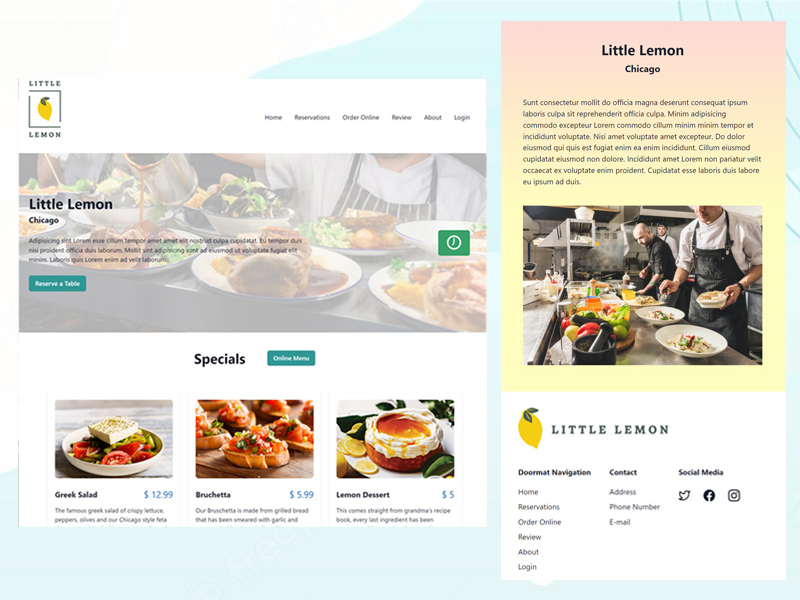 LITTLE
LEMON
Home Reservations Order Online Review About Login
Little Lemon
Chicago
Adipisicing sint Lorem esse cillum tempor amet amet elit nostrud culpa cupidatat. Eu tempor duis
nisi proident officia duis laborum. Mollit sint adipisicing sunt ad eiusmod ut voluptate fugiat elit
minim. Laboris quis Lorem enim ad velit laborum.
Reserve a Table
Specials Online Menu
Greek Salad $ 12.99
The famous greek salad of crispy lettuce,
peppers, olives and our Chicago style feta
Bruchetta $ 5.99
Our Bruschetta is made from grilled bread
that has been smeared with garlic and
Lemon Dessert $ 5
This comes straight from grandma's recipe
book, every last ingredient has been
Little Lemon
Chicago
Sunt consectetur mollit do officia magna deserunt consequat ipsum
laboris culpa sit reprehenderit officia culpa. Minim adipisicing
commodo excepteur Lorem commodo cillum minim minim tempor et
incididunt voluptate. Nisi amet voluptate amet excepteur. Do dolor
eiusmod qui quis est fugiat enim ea enim incididunt. Cillum eiusmod
cupidatat eiusmod non dolore. Incididunt amet Lorem non pariatur velit
occaecat ex voluptate enim proident. Cupidatat esse laboris duis labore
eu ipsum ad duis.
LITTLE LEMON
Doormat Navigation
Home
Reservations
Order Online
Review
About
Login
Contact
Address
Phone Number
E-mail
Social Media